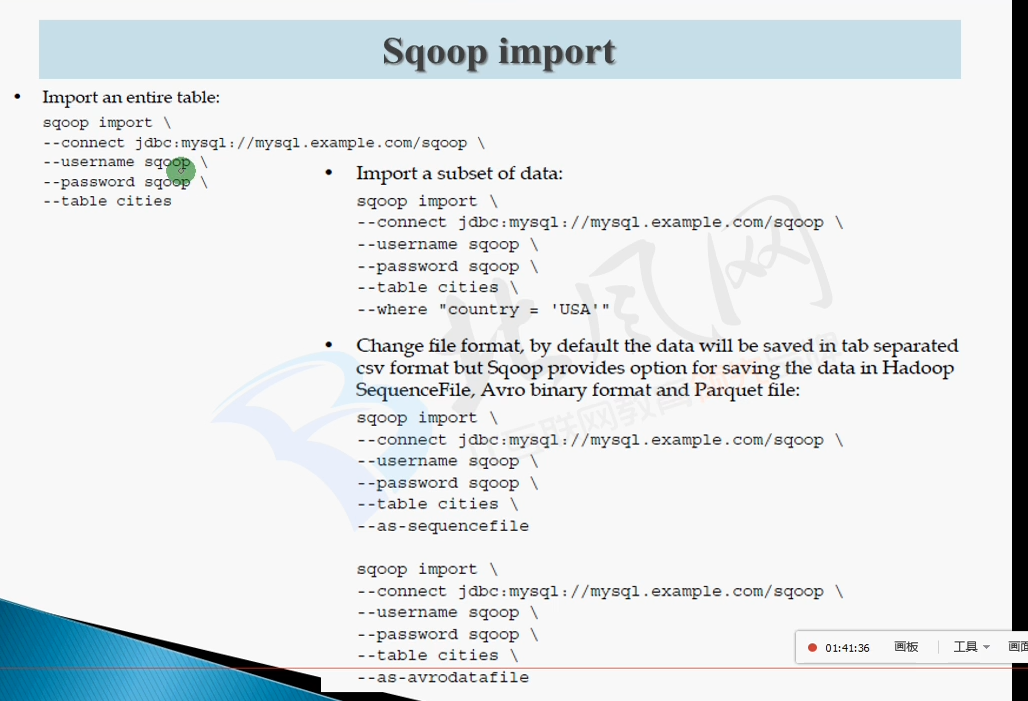 Sqoop import
• Import an entire table:
sqoop import \
--connect jdbc:mysql://mysql.example.com/sqoop \
--username sqoop \
--password sqoop \
--table cities
• Import a subset of data:
sqoop import \
--connect jdbc:mysql://mysql.example.com/sqoop \
--username sqoop \
--password sqoop \
--table cities \
--where "country = 'USA'"
• Change file format, by default the data will be saved in tab separated
csv format but Sqoop provides option for saving the data in Hadoop
SequenceFile, Avro binary format and Parquet file:
sqoop import \
--connect jdbc:mysql://mysql.example.com/sqoop \
--username sqoop \
--password sqoop \
--table cities \
--as-sequencefile
sqoop import \
--connect jdbc:mysql://mysql.example.com/sqoop \
--username sqoop \
--password sqoop \
--table cities \
--as-avrodatafile
北风网
01:41:36 画板 工具 画面